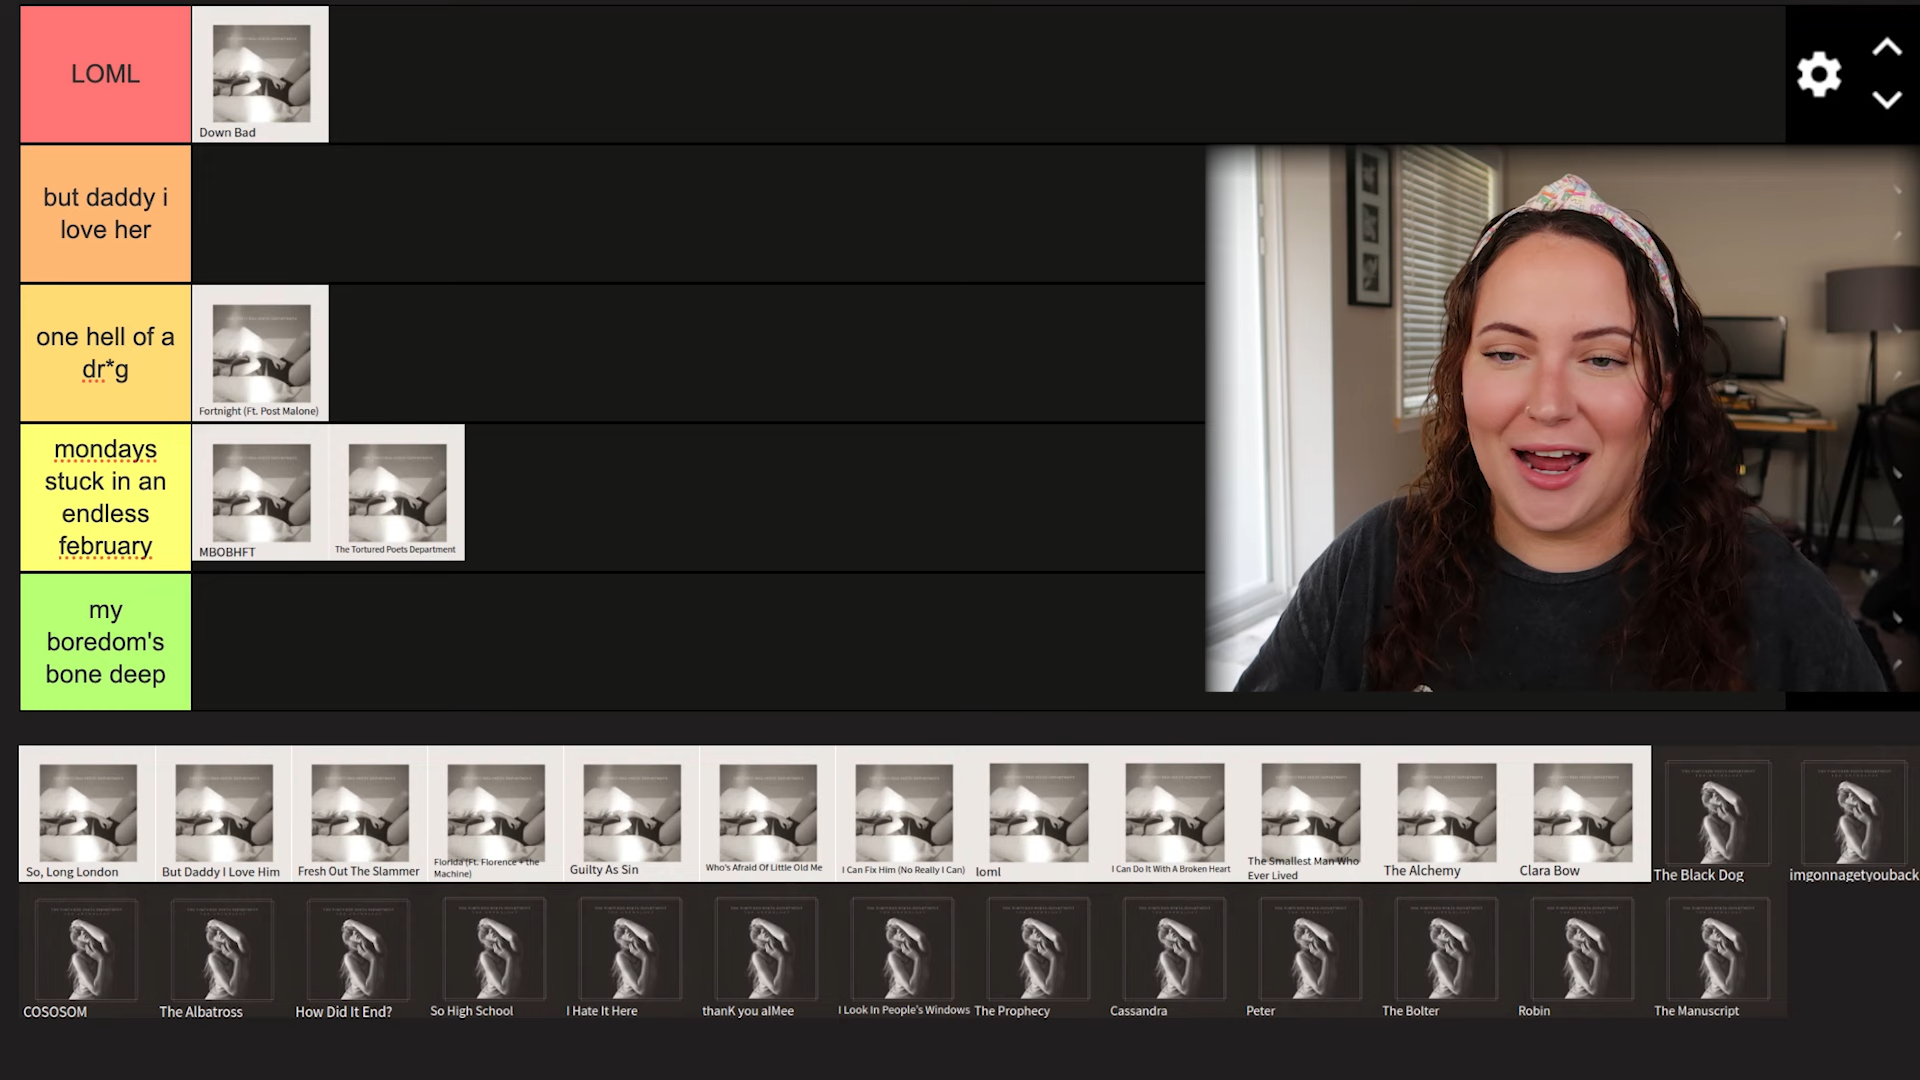 LOML
Down Bad
but daddy i
love her
one hell of a
dr*g
Fortnight (Ft. Post Malone)
mondays
stuck in an
endless
february
MBOBHFT
The Tortured Poets Department
my
boredom's
bone deep
So, Long London
But Daddy I Love Him
Fresh Out The Slammer
Florida (Ft. Florence + the
Machine)
Guilty As Sin
Who's Afraid Of Little Old Me
I Can Fix Him (No Really I Can)
loml
I Can Do It With A Broken Heart
The Smallest Man Who
Ever Lived
The Alchemy
Clara Bow
The Black Dog
imgonnagetyouback
COSOSOM
The Albatross
How Did It End?
So High School
I Hate It Here
thanK you aIMee
I Look In People's Windows
The Prophecy
Cassandra
Peter
The Bolter
Robin
The Manuscript